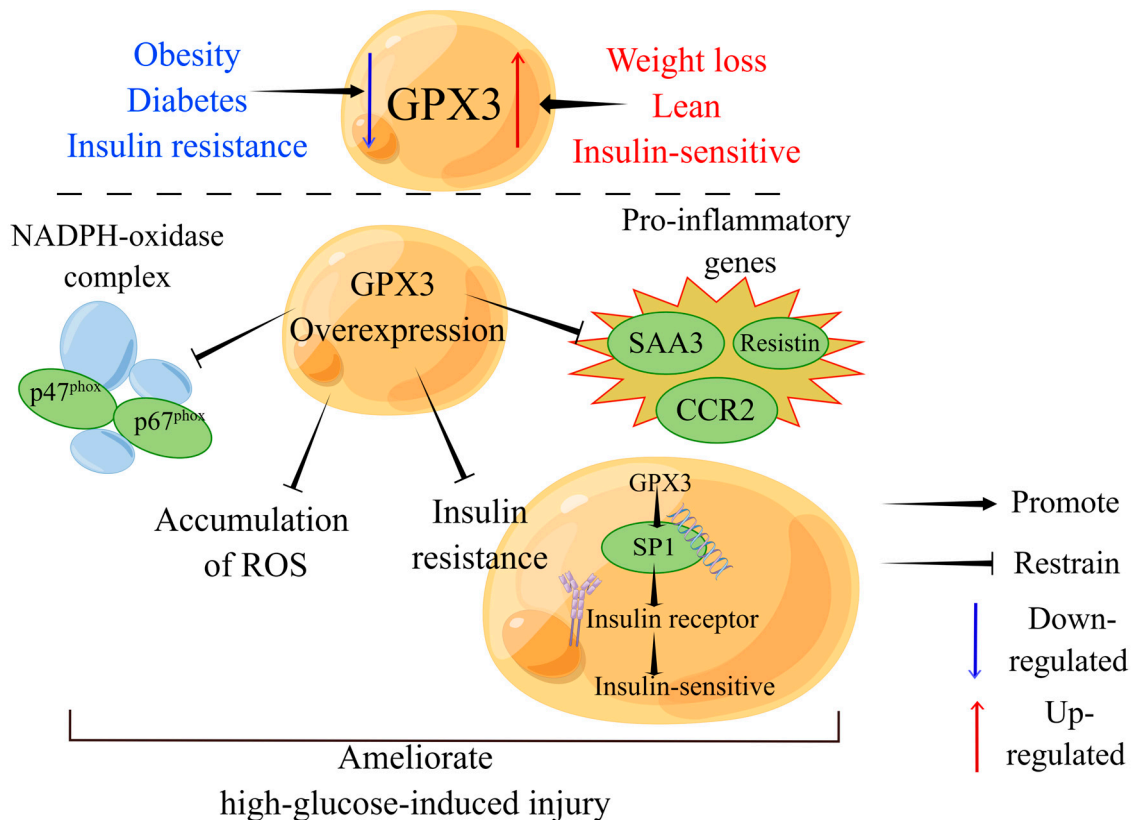 Obesity
Diabetes
Insulin resistance
GPX3
Weight loss
Lean
Insulin-sensitive
NADPH-oxidase
complex
p47phox
p67phox
GPX3
Overexpression
Pro-inflammatory
genes
SAA3
Resistin
CCR2
Accumulation
of ROS
Insulin
resistance
GPX3
SP1
Insulin receptor
Insulin-sensitive
Promote
Restrain
Down-
regulated
Up-
regulated
Ameliorate
high-glucose-induced injury